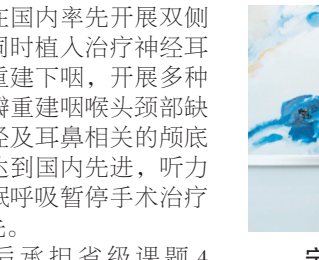 在国内率先开展双侧
同时植入治疗神经耳
重建下咽，开展多种
瓣重建咽喉头颈部缺
经及耳鼻相关的颅底
达到国内先进，听力
眠呼吸暂停手术治疗
先。
后承担省级课题4